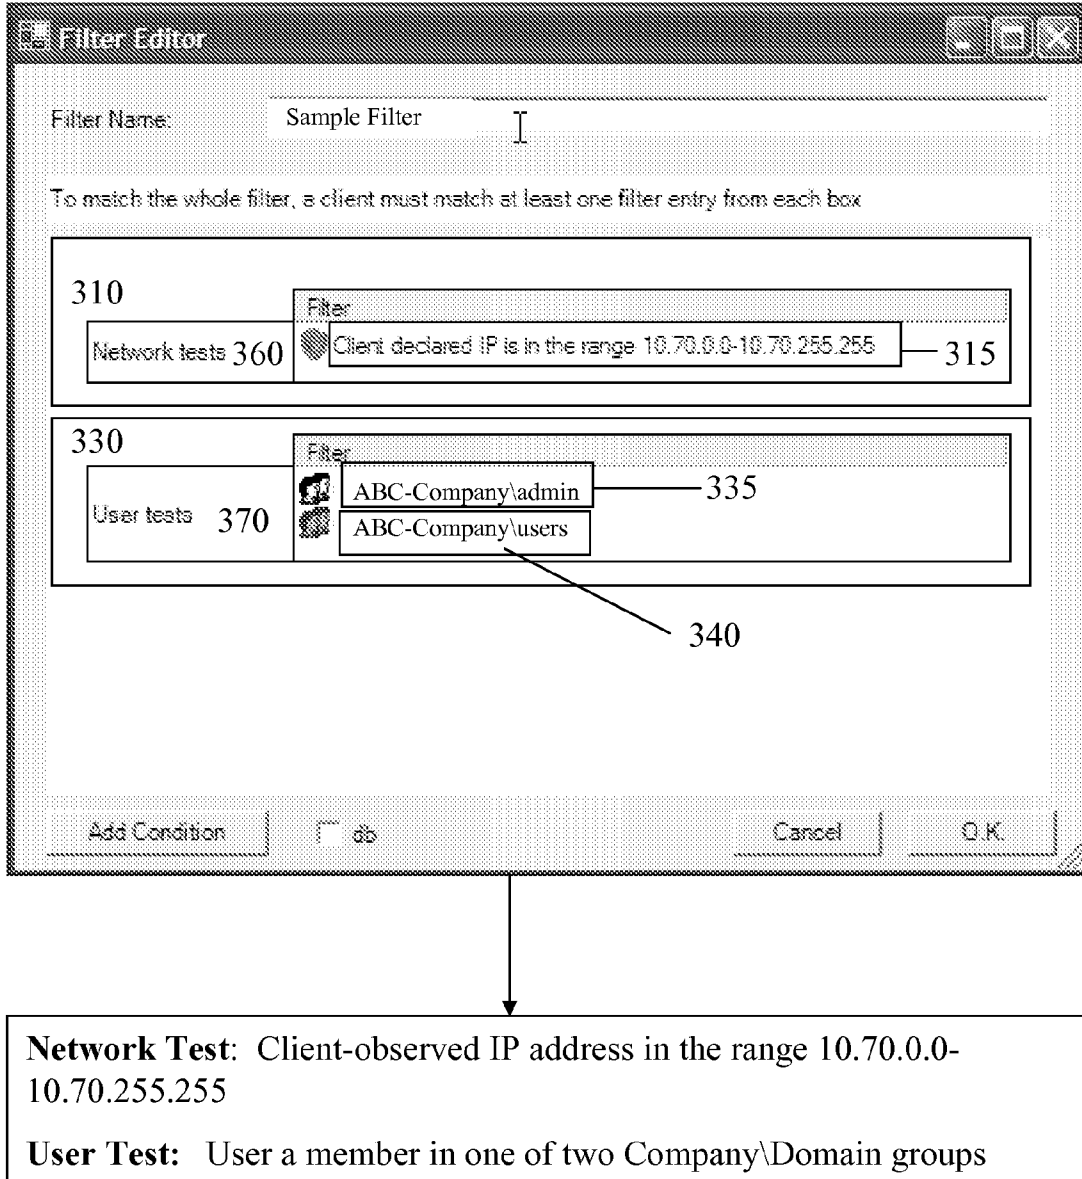 Filter Editor
Filter Name: Sample Filter
To match the whole filter, a client must match at least one filter entry from each box
310
Filter
Network tests 360 Client declared IP is in the range 10.70.0.0-10.70.255.255 315
330
Filter
ABC-Company\admin 335
User tests 370
ABC-Company\users
340
Add Condition db Cancel O.K.
Network Test: Client-observed IP address in the range 10.70.0.0-
10.70.255.255
User Test: User a member in one of two Company\Domain groups